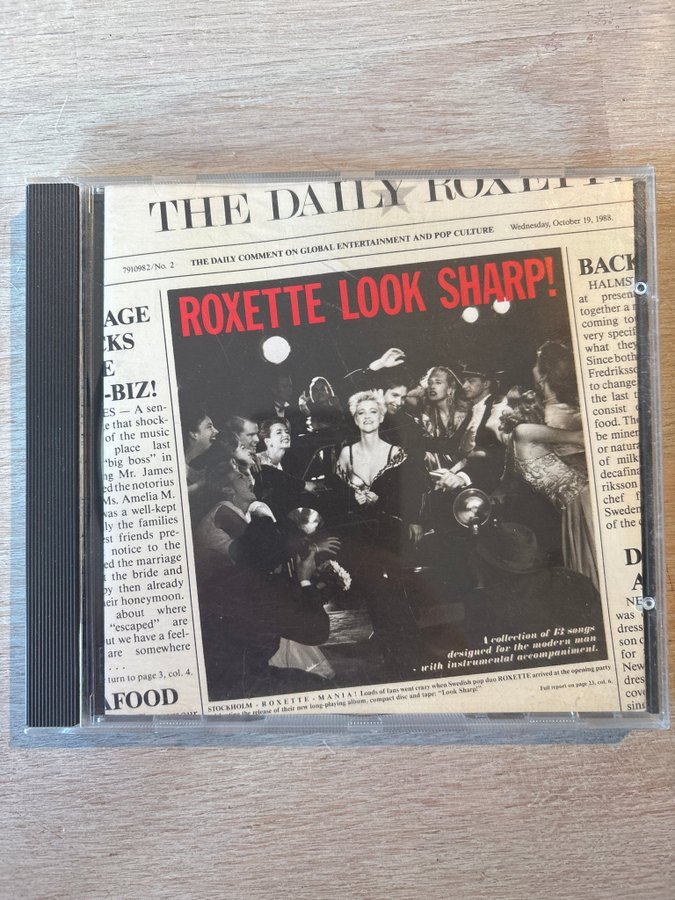 THE DAILY ROXETTE
7910982/No. 2
THE DAILY COMMENT ON GLOBAL ENTERTAINMENT AND POP CULTURE
Wednesday, October 19, 1988.
AGE
CKS
E
-BIZ!
ES — A sen-
e that shock-
of the music
place last
"big boss" in
ng Mr. James
ed the notorius
Ms. Amelia M.
was a well-kept
ly the families
st friends pre-
notice to the
ed the marriage
t the bride and
by then already
eir honeymoon.
about where
"escaped" are
ut we have a feel-
are somewhere
. . .
turn to page 3, col. 4.
AFOOD
ROXETTE LOOK SHARP!
A collection of 13 songs
designed for the modern man
- with instrumental accompaniment.
STOCKHOLM - ROXETTE - MANIA! Loads of fans went crazy when Swedish pop duo ROXETTE arrived at the opening party
the release of their new long-playing album, compact disc and tape: "Look Sharp!"
Full report on page 23, col. 6.
BACK
HALMS
at presen
together a
coming to
very specif
what they
Since both
Fredriksso
to change
the last t
consist
food. The
be miner
or natura
of milk
decafina
riksson
chef f
Sweden
of the
D
A
NE
was
dress
son
for
New
dres
cove
sing